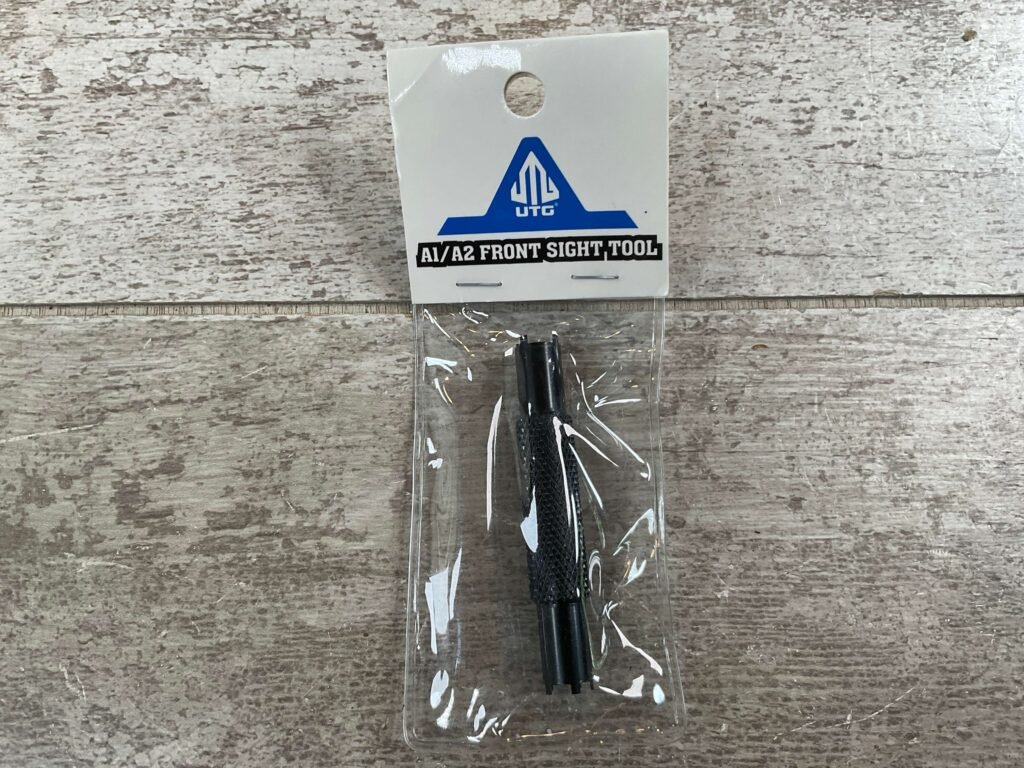 UTG®
A1/A2 FRONT SIGHT TOOL